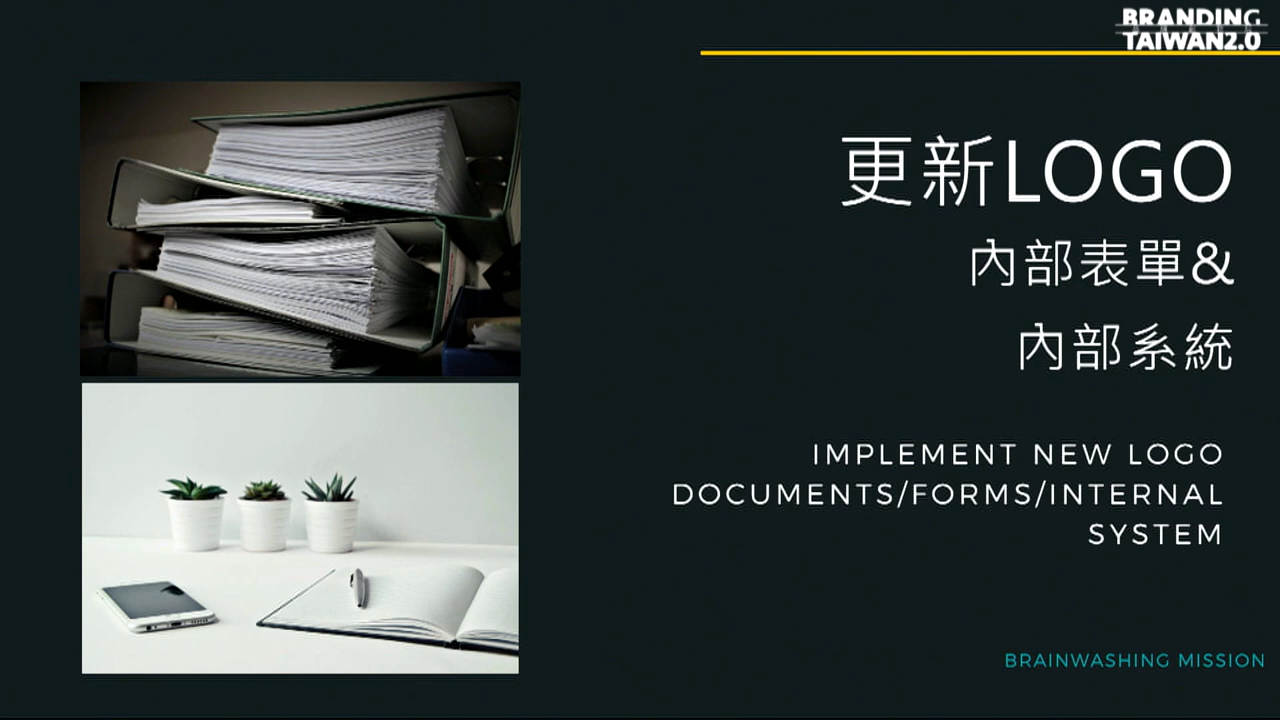 BRANDING
TAIWAN2.0
更新LOGO
內部表單&
內部系統
IMPLEMENT NEW LOGO
DOCUMENTS/FORMS/INTERNAL
SYSTEM
BRAINWASHING MISSION